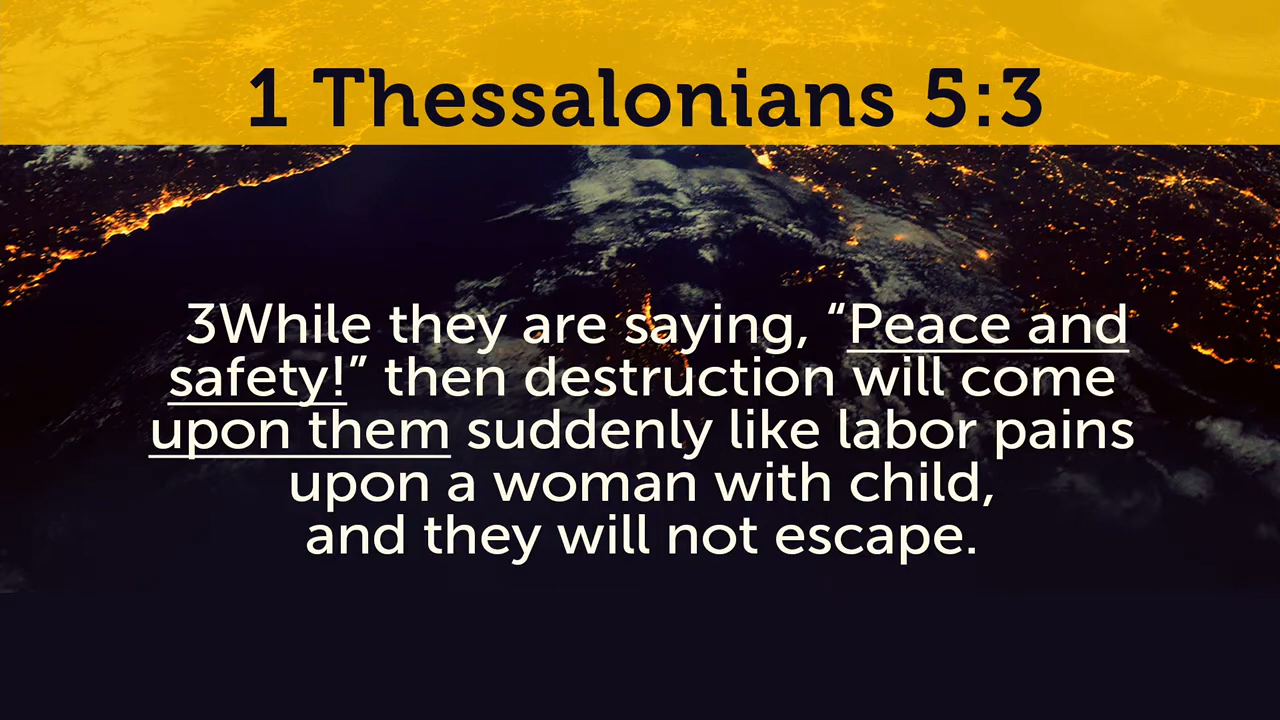 1 Thessalonians 5:3
3While they are saying, “Peace and
safety!” then destruction will come
upon them suddenly like labor pains
upon a woman with child,
and they will not escape.